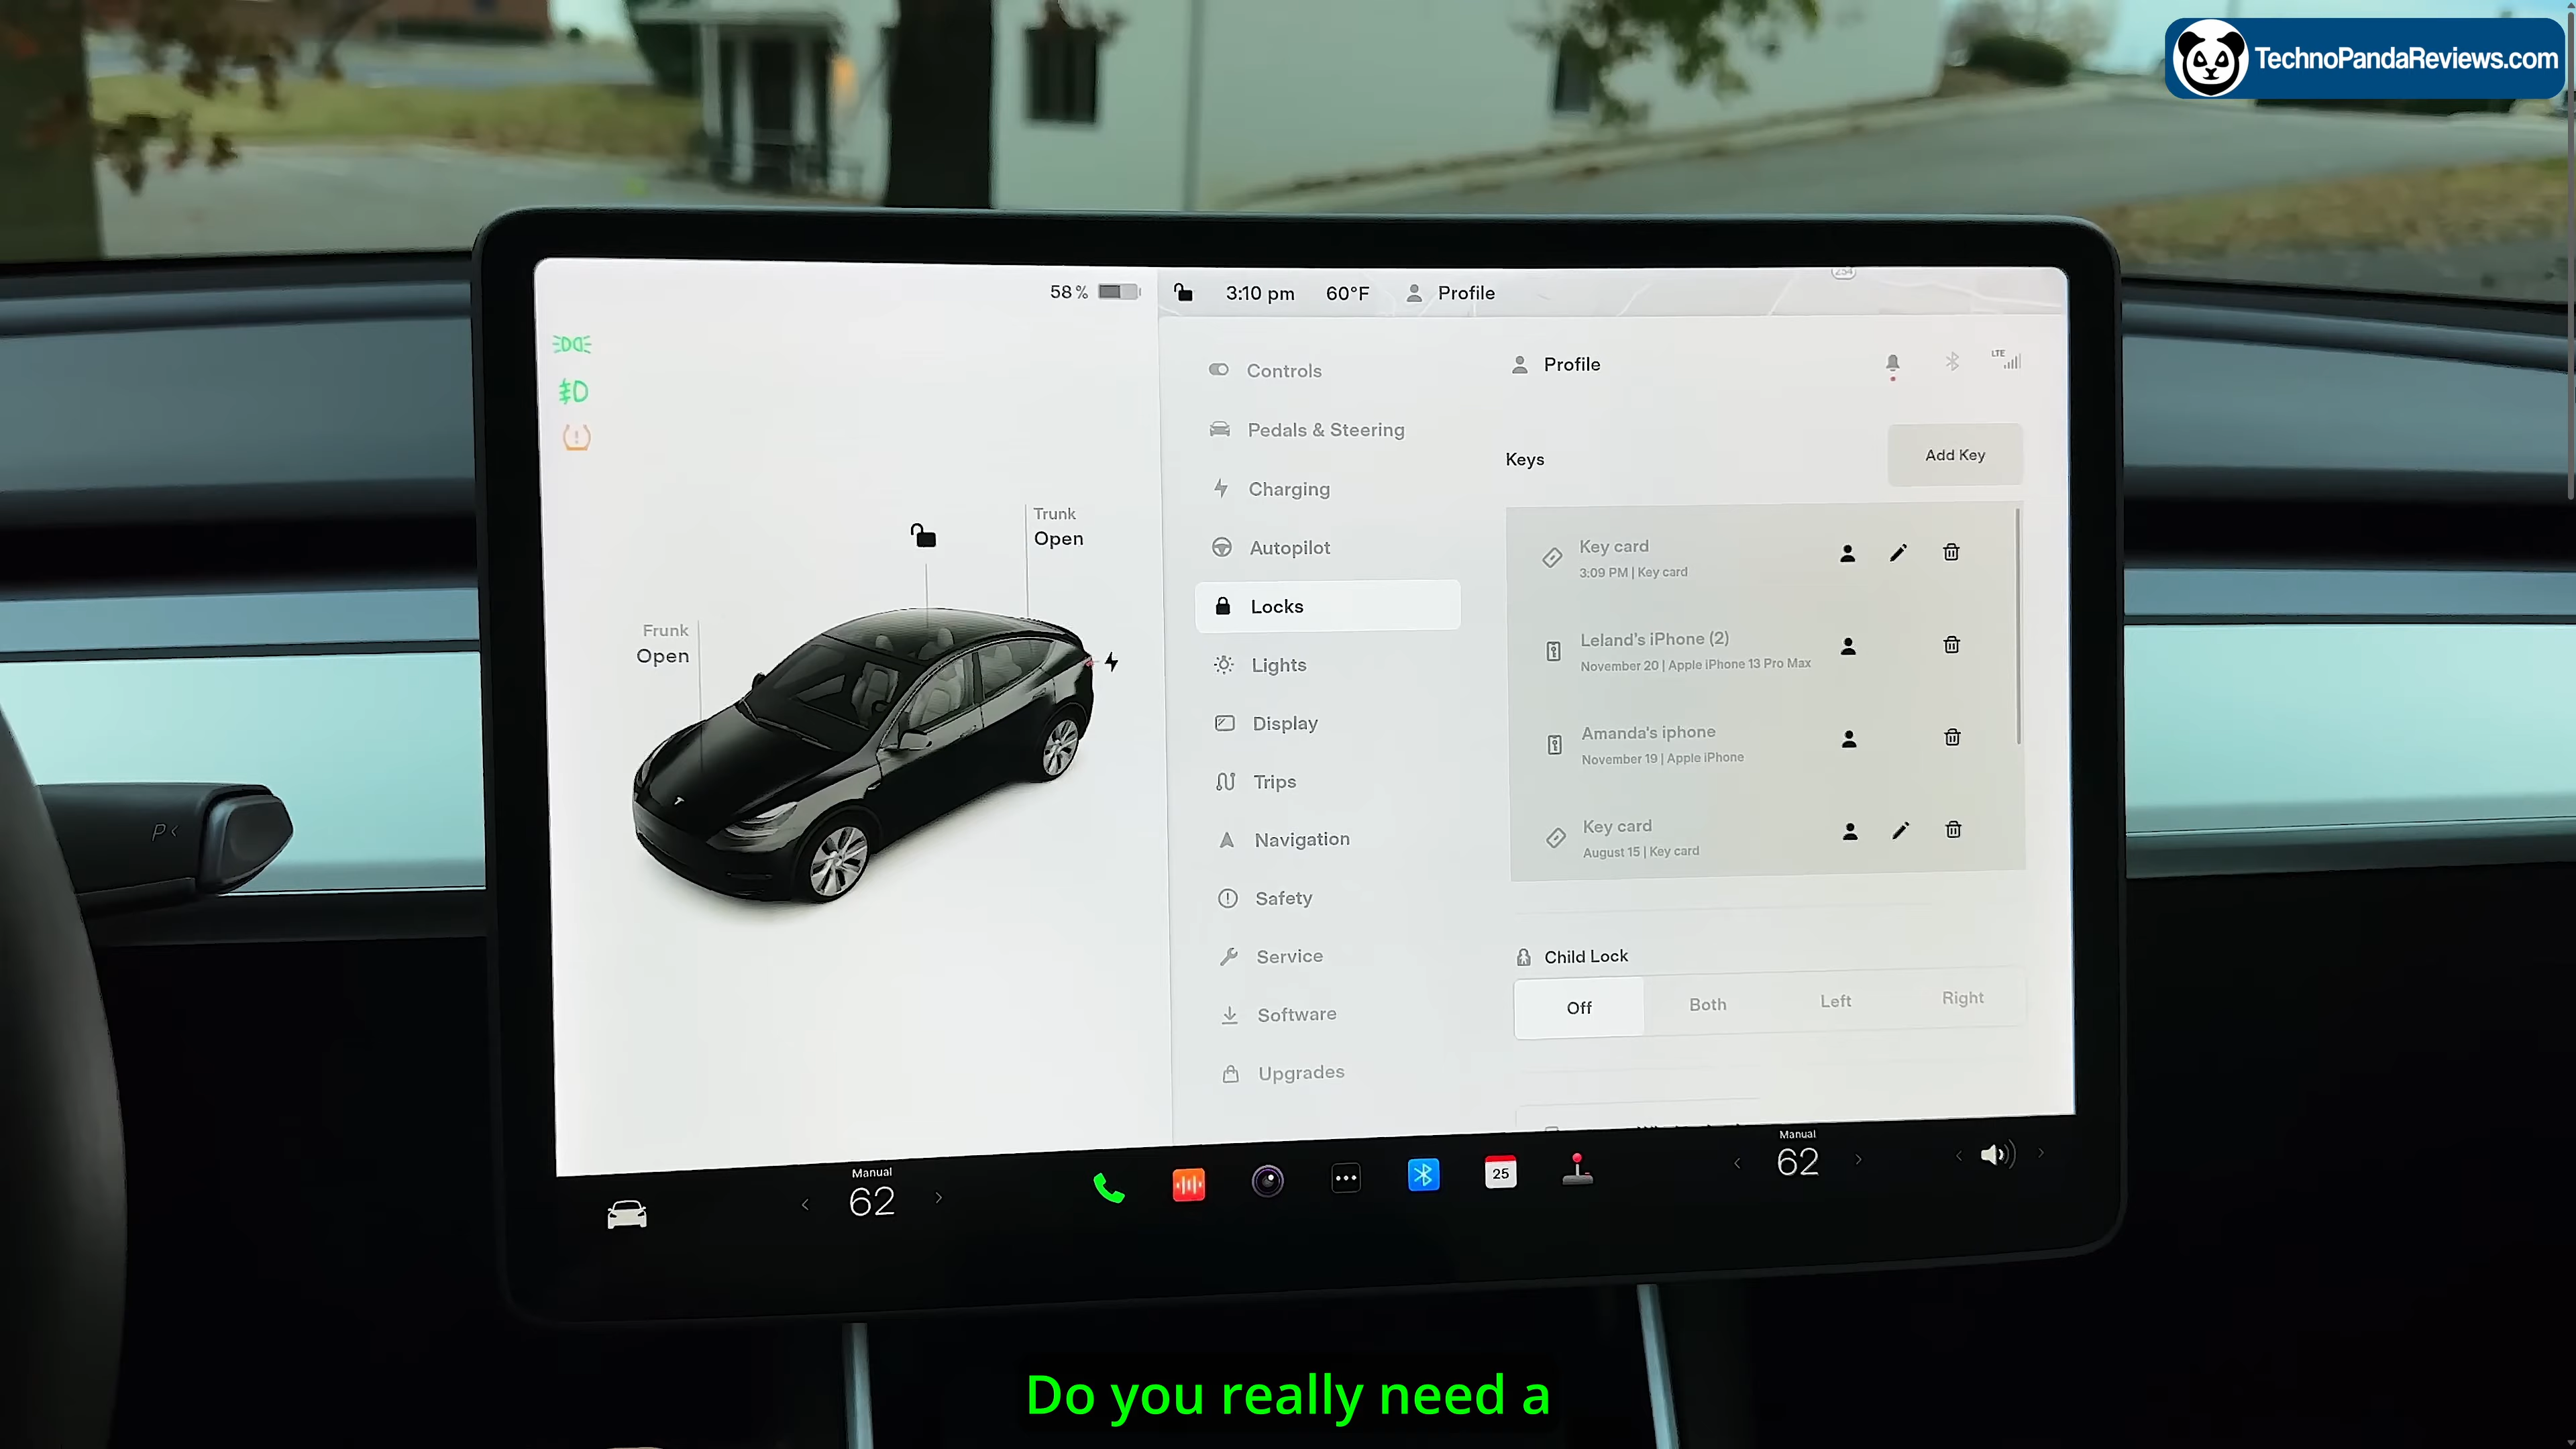 TechnoPandaReviews.com
58 %
3:10 pm 60°F Profile
254
Controls
Pedals & Steering
Charging
Autopilot
Locks
Lights
Display
Trips
Navigation
Safety
Service
Software
Upgrades
Trunk
Open
Frunk
Open
Profile
LTE
Keys
Add Key
Key card
3:09 PM | Key card
Leland's iPhone (2)
November 20 | Apple iPhone 13 Pro Max
Amanda's iphone
November 19 | Apple iPhone
Key card
August 15 | Key card
Child Lock
Off Both Left Right
P
Manual
62
25
Manual
62
Do you really need a